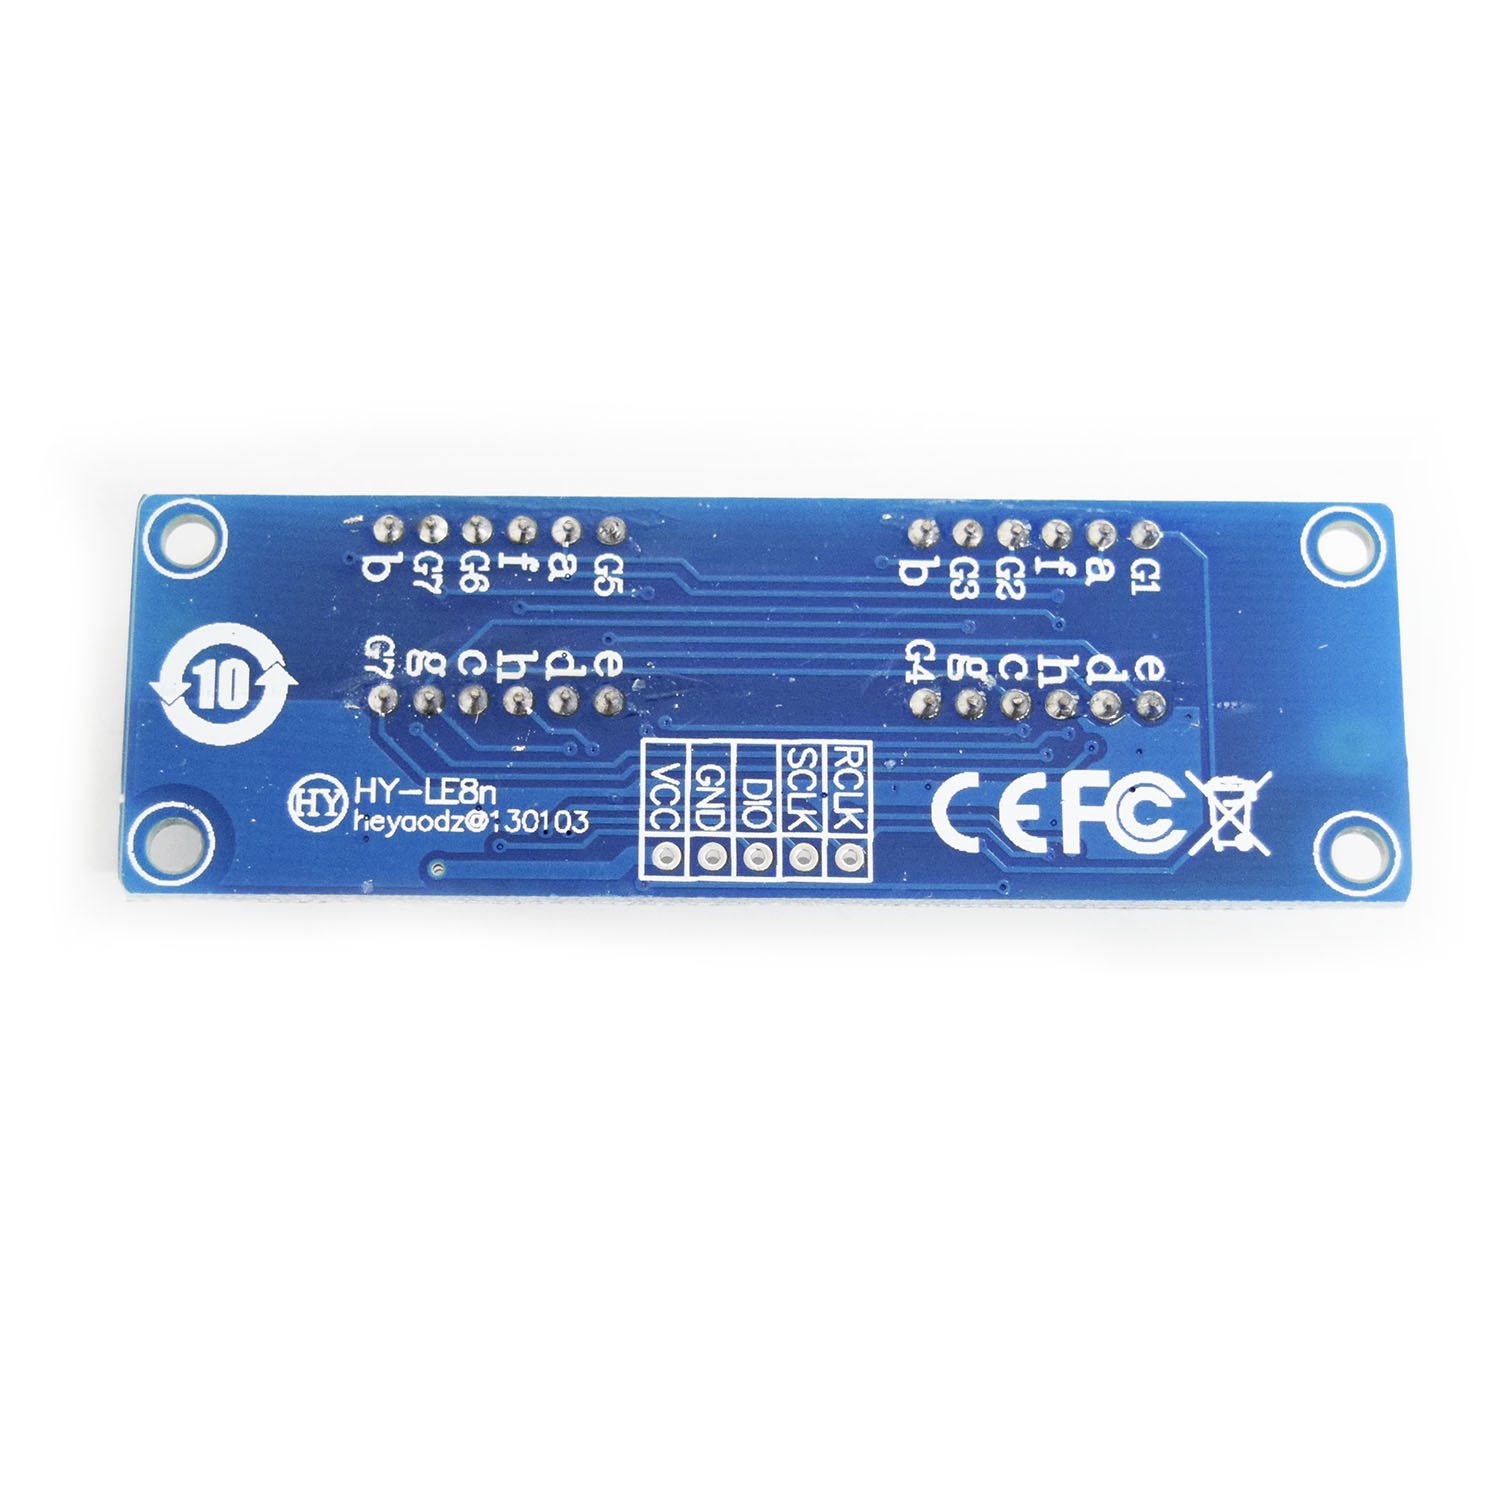 b G7 G6 f a G5
b G3 G2 f a G1
G7 g c h d e
G4 g c h d e
10
HY HY-LE8n
heyaodz@130103
VCC GND DIO SCLK RCLK
CE FC